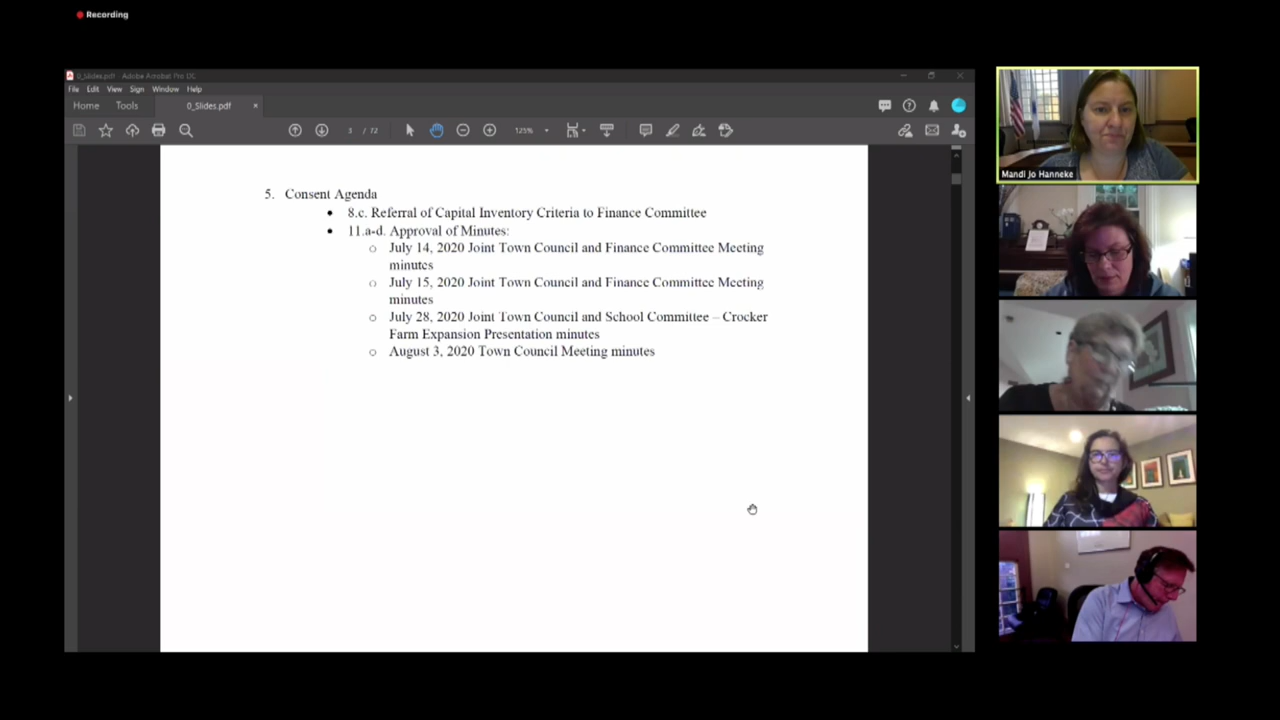 Recording
0_Slides.pdf - Adobe Acrobat Pro DC
File Edit View Sign Window Help
Home Tools 0_Slides.pdf ×
3 / 72 125%
5. Consent Agenda
• 8.c. Referral of Capital Inventory Criteria to Finance Committee
• 11.a-d. Approval of Minutes:
o July 14, 2020 Joint Town Council and Finance Committee Meeting
minutes
o July 15, 2020 Joint Town Council and Finance Committee Meeting
minutes
o July 28, 2020 Joint Town Council and School Committee – Crocker
Farm Expansion Presentation minutes
o August 3, 2020 Town Council Meeting minutes
Mandi Jo Hanneke